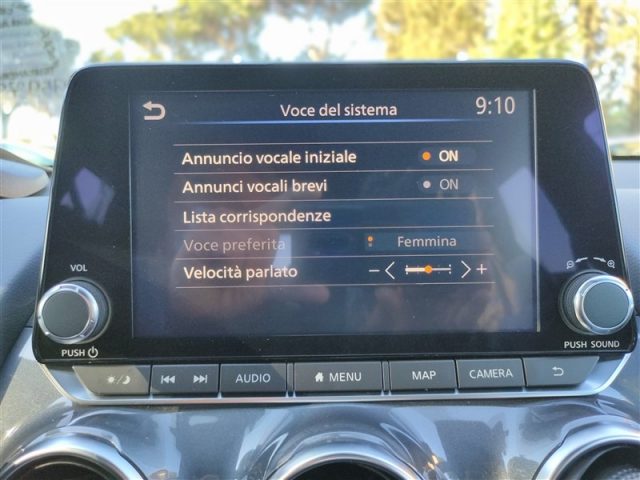 Voce del sistema 9:10
Annuncio vocale iniziale ON
Annunci vocali brevi ON
Lista corrispondenze
Voce preferita Femmina
Velocità parlato − +
VOL
PUSH
PUSH SOUND
AUDIO MENU MAP CAMERA